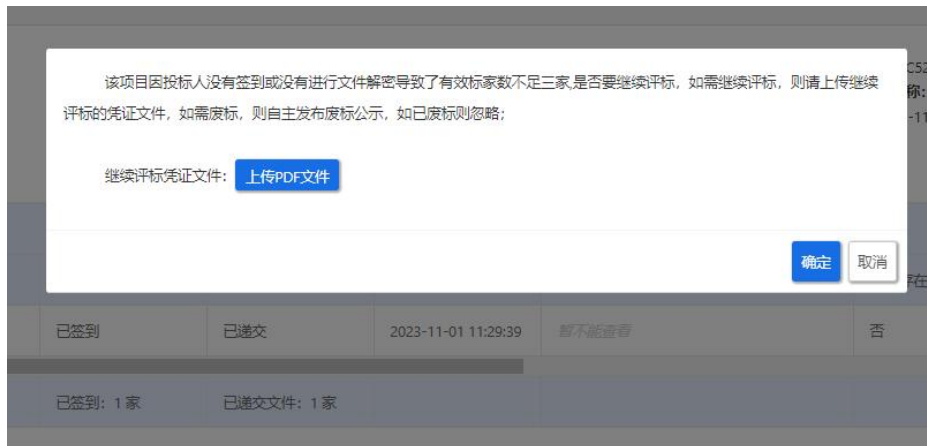 该项目因投标人没有签到或没有进行文件解密导致了有效标家数不足三家,是否要继续评标，如需继续评标，则请上传继续
评标的凭证文件，如需废标，则自主发布废标公示，如已废标则忽略；
继续评标凭证文件： 上传PDF文件
确定 取消
已签到 已递交 2023-11-01 11:29:39 暂不能查看 否
已签到：1家 已递交文件：1家